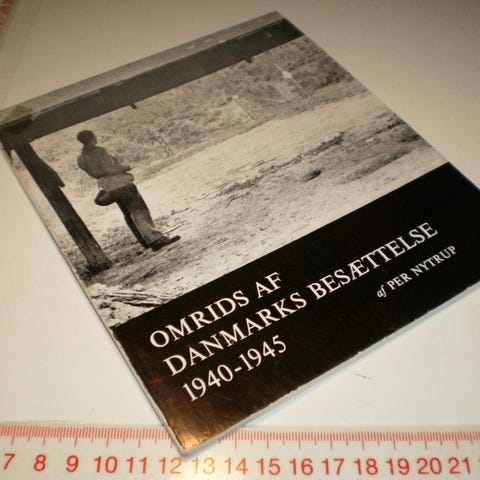 OMRIDS AF
DANMARKS BESÆTTELSE
1940-1945
af PER NYTRUP
7 8 9 10 11 12 13 14 15 16 17 18 19 20 21